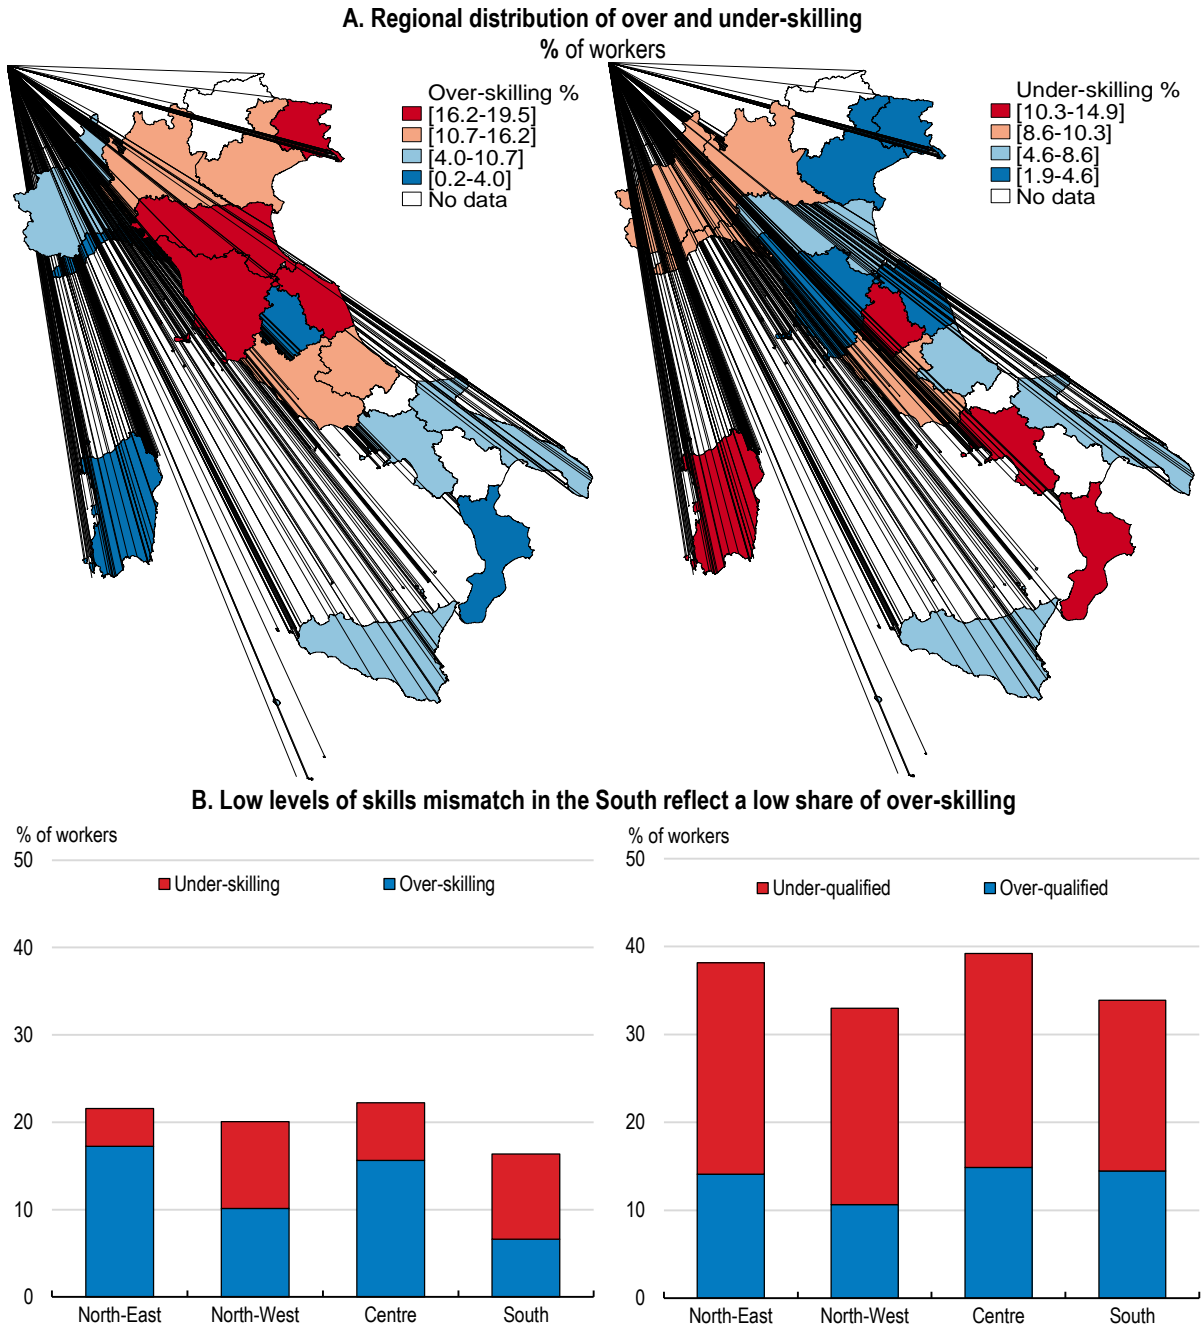 A. Regional distribution of over and under-skilling
% of workers
Over-skilling %
[16.2-19.5]
[10.7-16.2]
[4.0-10.7]
[0.2-4.0]
No data
Under-skilling %
[10.3-14.9]
[8.6-10.3]
[4.6-8.6]
[1.9-4.6]
No data
B. Low levels of skills mismatch in the South reflect a low share of over-skilling
% of workers
50
Under-skilling
Over-skilling
40
30
20
10
0
North-East
North-West
Centre
South
% of workers
50
Under-qualified
Over-qualified
40
30
20
10
0
North-East
North-West
Centre
South